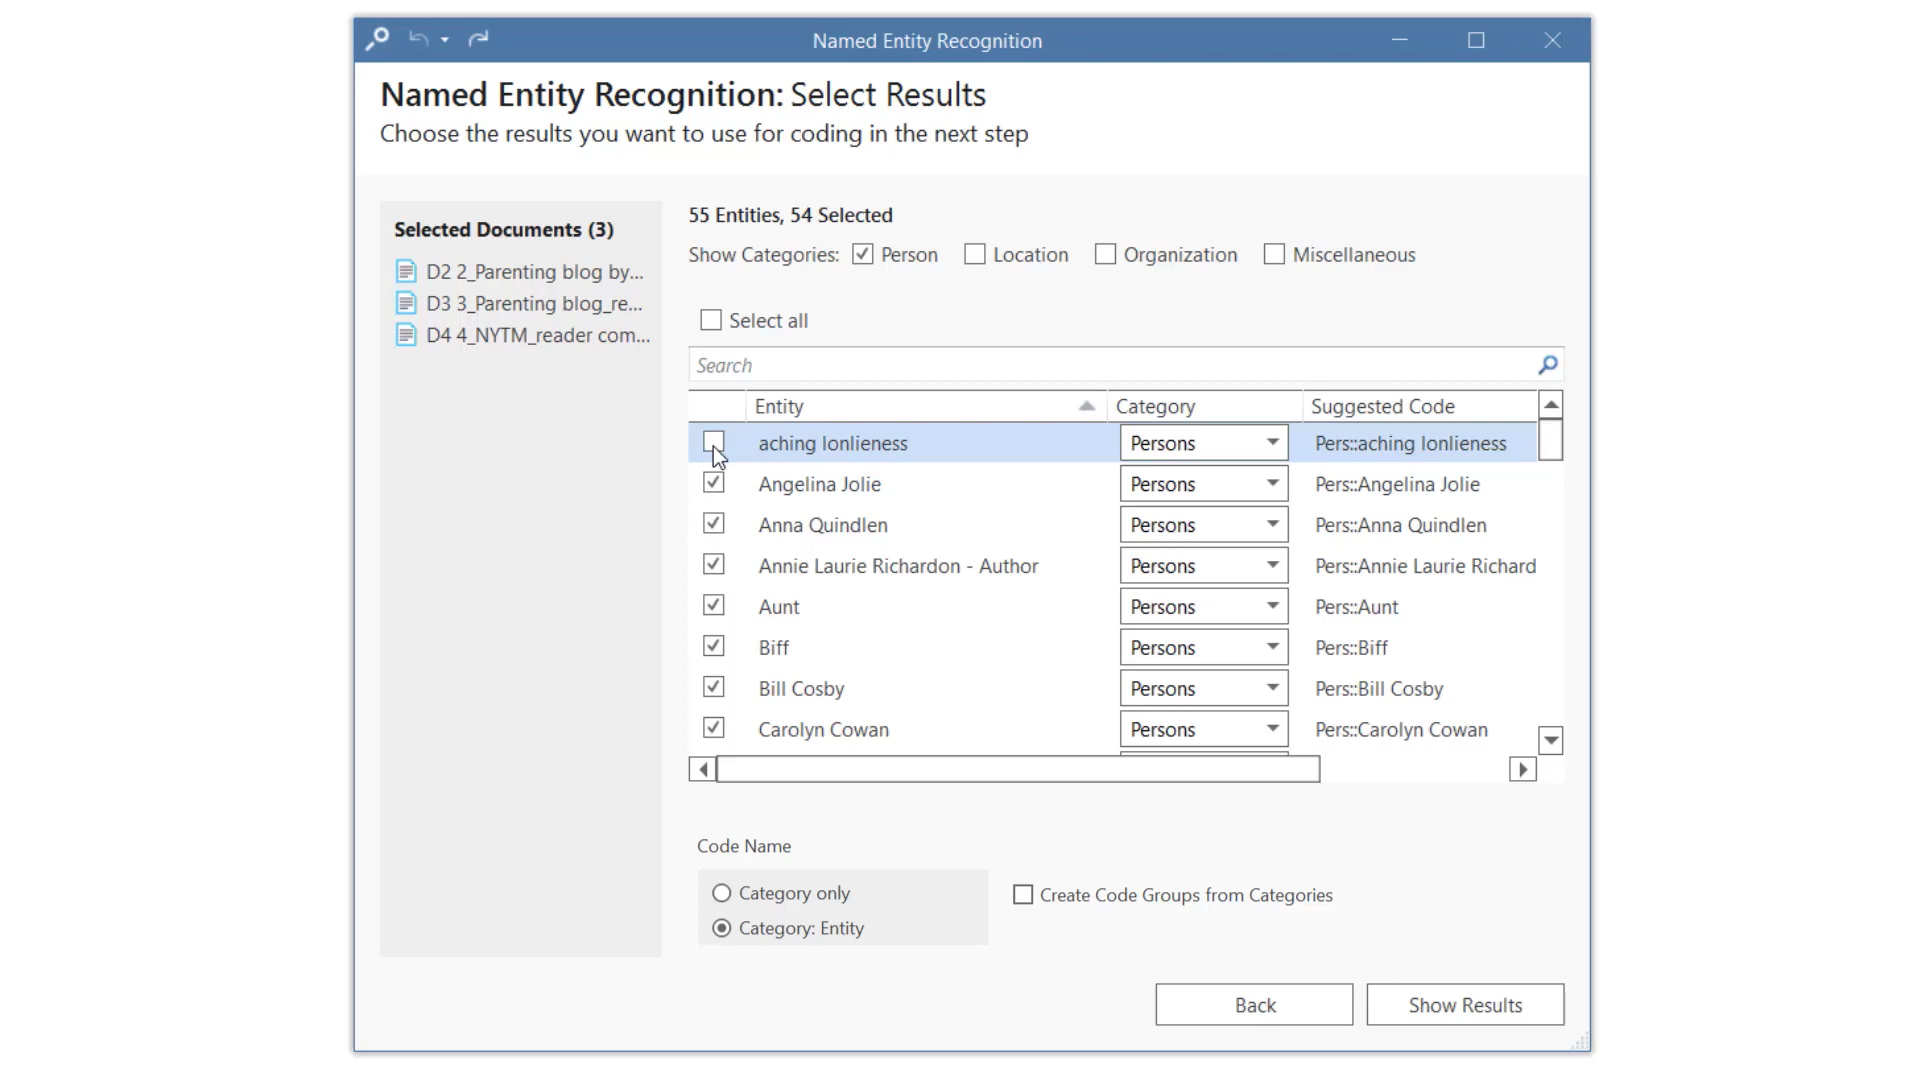 Named Entity Recognition
Named Entity Recognition: Select Results
Choose the results you want to use for coding in the next step
Selected Documents (3)
D2 2_Parenting blog by...
D3 3_Parenting blog_re...
D4 4_NYTM_reader com...
55 Entities, 54 Selected
Show Categories: Person Location Organization Miscellaneous
Select all
Search
Entity Category Suggested Code
aching lonlieness Persons Pers::aching lonlieness
Angelina Jolie Persons Pers::Angelina Jolie
Anna Quindlen Persons Pers::Anna Quindlen
Annie Laurie Richardon - Author Persons Pers::Annie Laurie Richard
Aunt Persons Pers::Aunt
Biff Persons Pers::Biff
Bill Cosby Persons Pers::Bill Cosby
Carolyn Cowan Persons Pers::Carolyn Cowan
Code Name
Category only
Category: Entity
Create Code Groups from Categories
Back Show Results